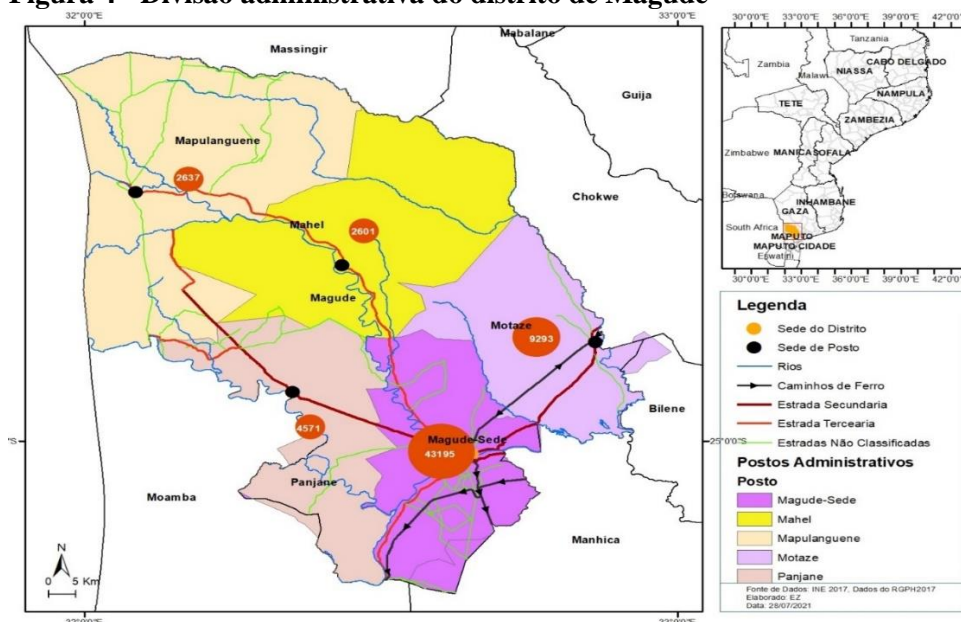 Figura 4 - Divisão administrativa do distrito de Magude
32°0'0"E
33°0'0"E
Massingir
Mabalane
Guija
Mapulanguene
2637
Chokwe
Mahel
2601
Magude
Motaze
9293
Bilene
4571
Magude-Sede
43195
25°0'0"S
Panjane
Moamba
Manhica
N
0 5 Km
30°0'0"E 33°0'0"E 36°0'0"E 39°0'0"E 42°0'0"E
Tanzania
Zambia
Malawi
CABO DELGADO
NIASSA
NAMPULA
TETE
ZAMBEZIA
Zimbabwe
MANICA
SOFALA
Botswana
INHAMBANE
GAZA
South Africa
MAPUTO
MAPUTO CIDADE
Eswatini
30°0'0"E 33°0'0"E 36°0'0"E 39°0'0"E 42°0'0"E
Legenda
Sede do Distrito
Sede de Posto
Rios
Caminhos de Ferro
Estrada Secundaria
Estrada Tercearia
Estradas Não Classificadas
Postos Administrativos
Posto
Magude-Sede
Mahel
Mapulanguene
Motaze
Panjane
Fonte de Dados: INE 2017, Dados do RGPH2017
Elaborado: EZ
Data: 28/07/2021